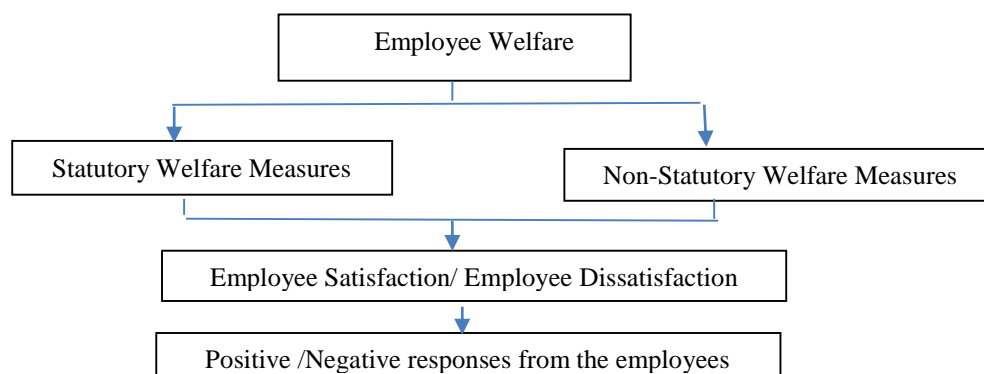 Employee Welfare
Statutory Welfare Measures
Non-Statutory Welfare Measures
Employee Satisfaction/ Employee Dissatisfaction
Positive /Negative responses from the employees